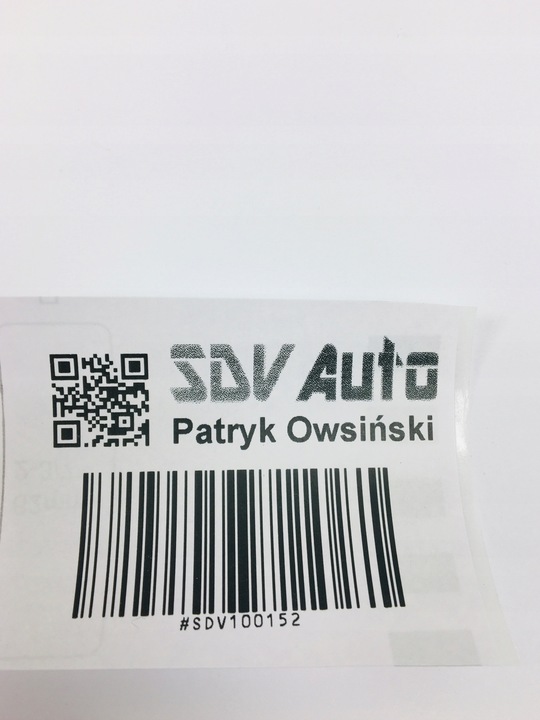 SDV Auto
Patryk Owsiński
#SDV100152